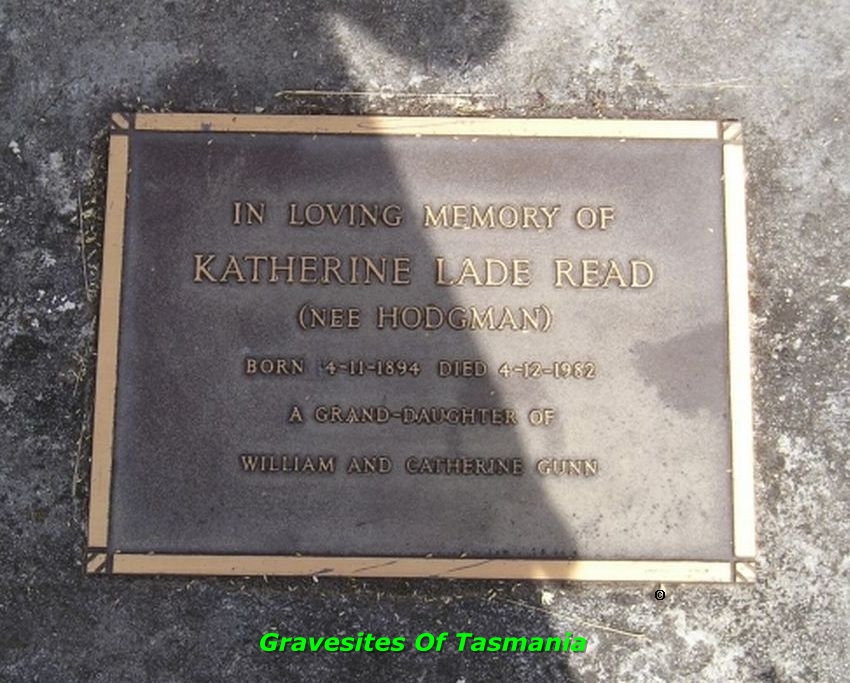 IN LOVING MEMORY OF
KATHERINE LADE READ
(NEE HODGMAN)
BORN 4-11-1894 DIED 4-12-1982
A GRAND-DAUGHTER OF
WILLIAM AND CATHERINE GUNN
©
Gravesites Of Tasmania